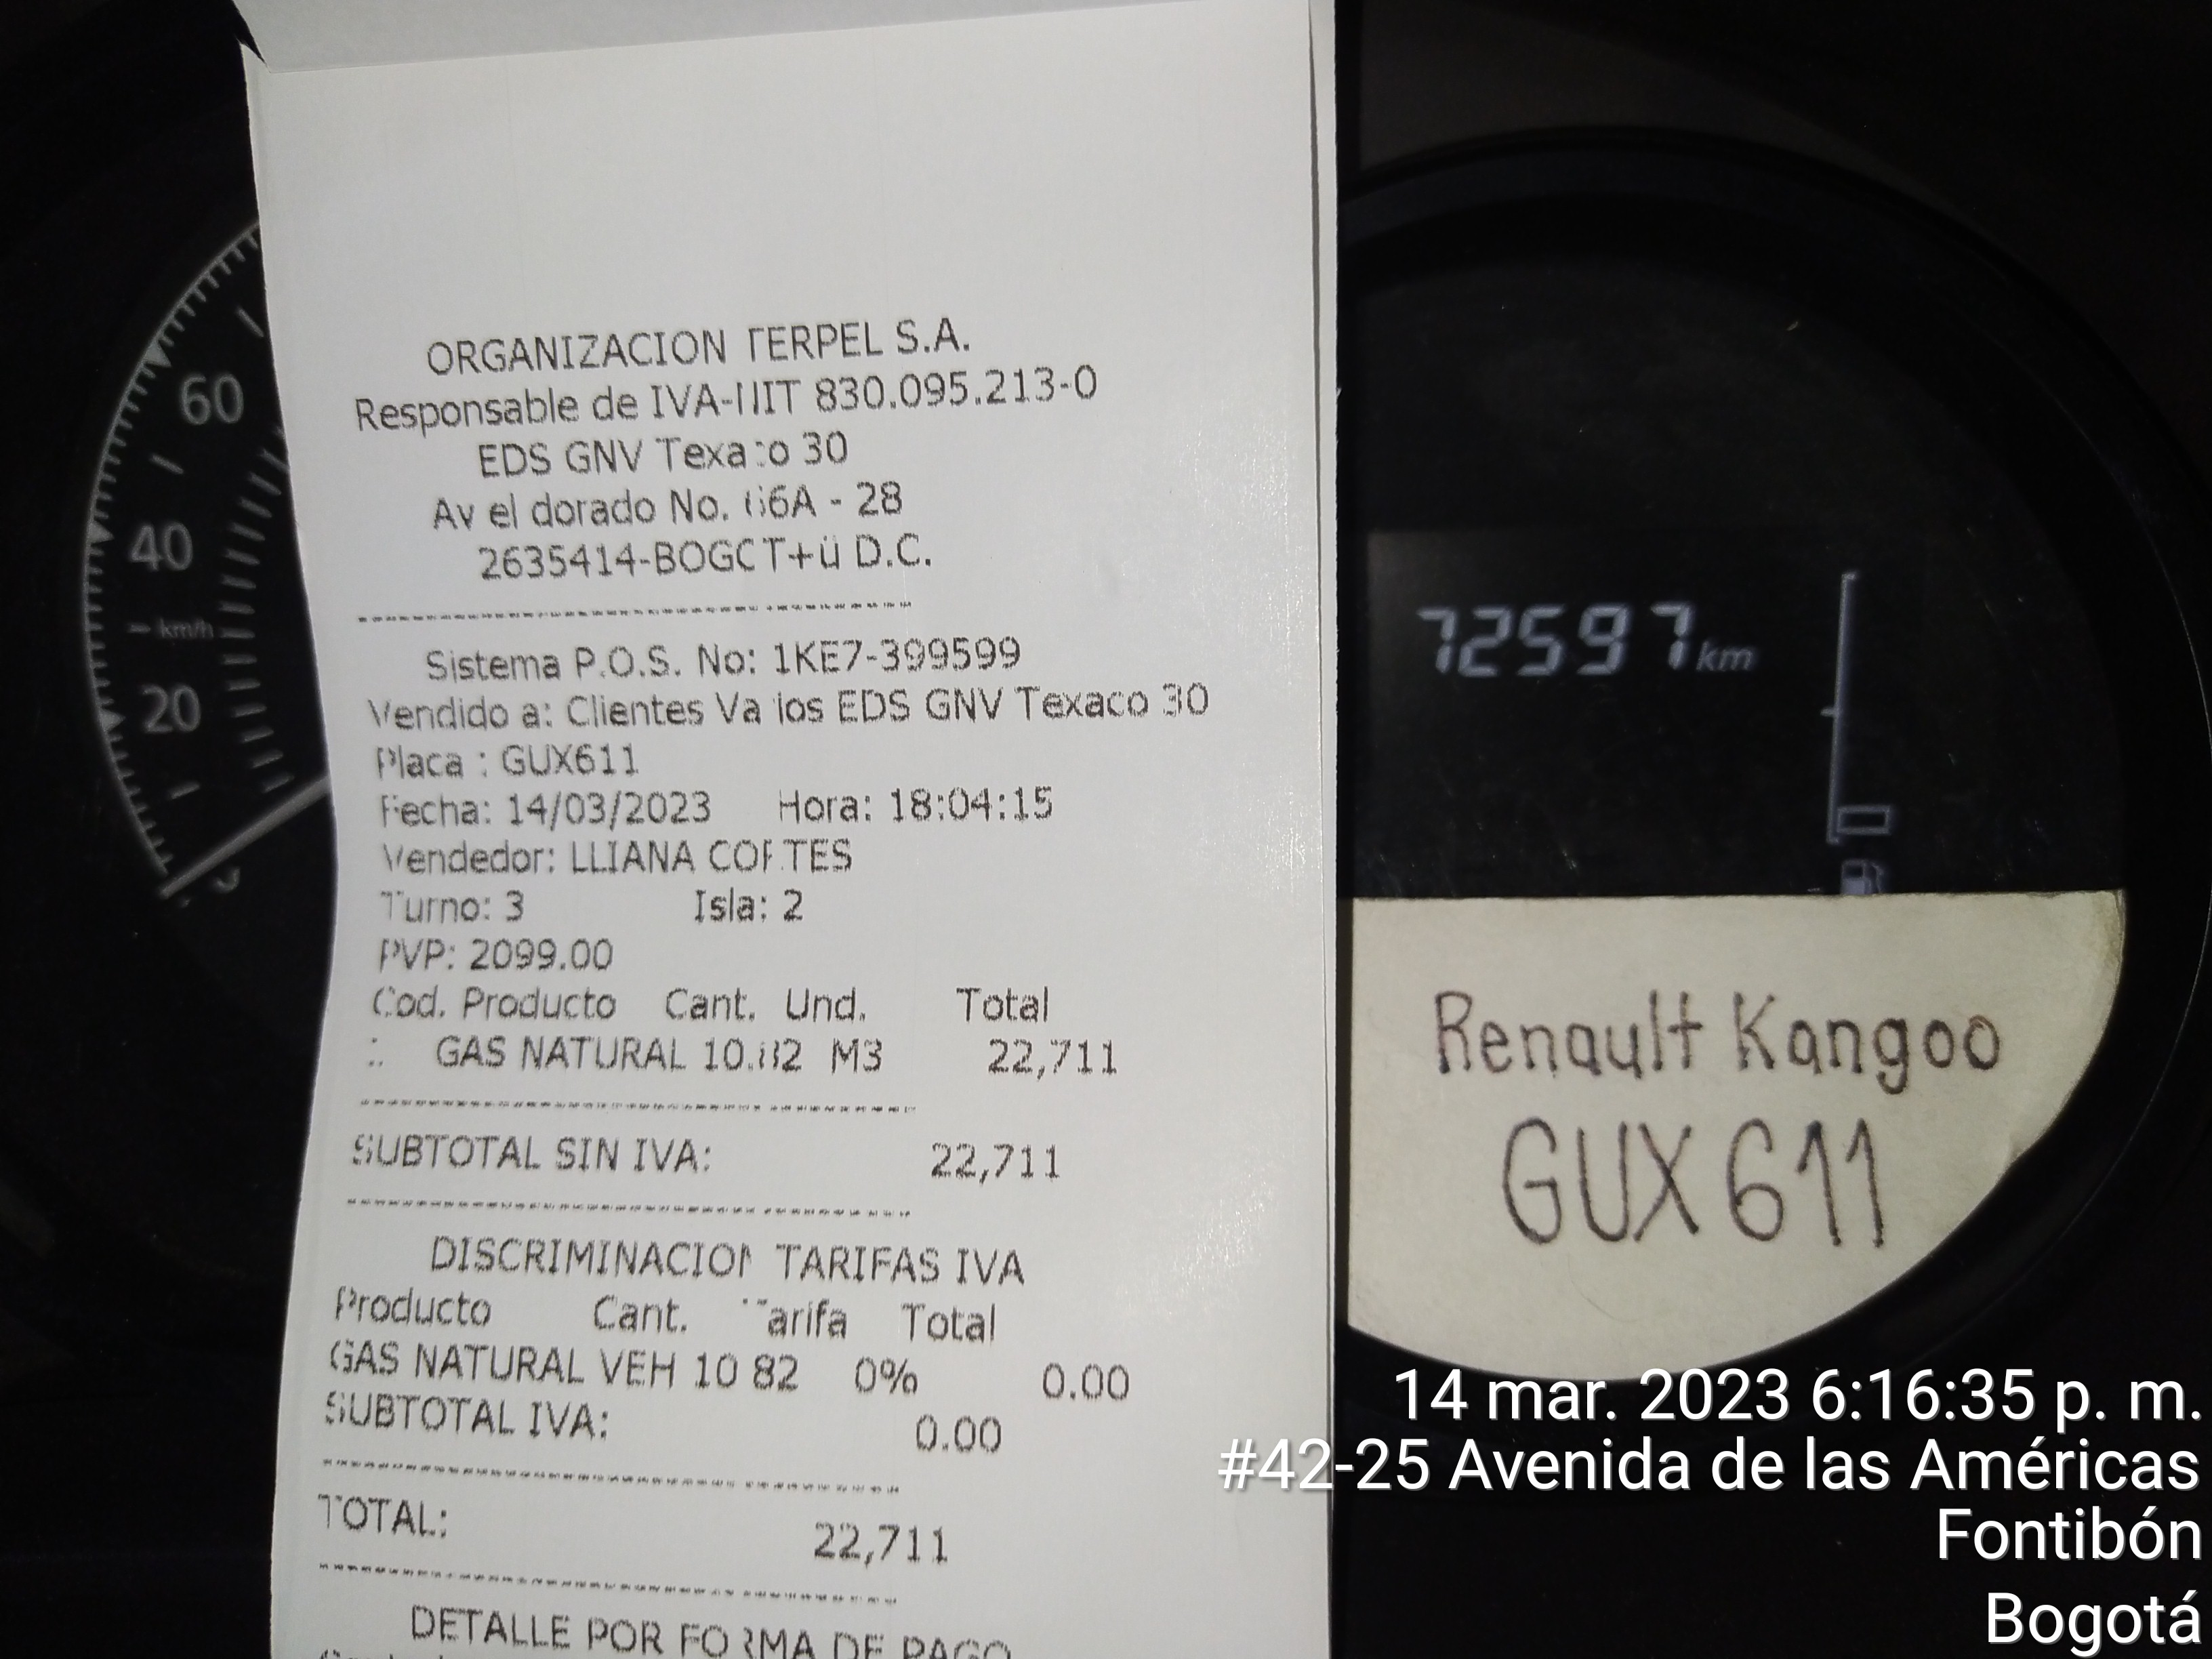 ORGANIZACION TERPEL S.A.
Responsable de IVA-NIT 830.095.213-0
EDS GNV Texaco 30
Av el dorado No. 66A - 28
2635414-BOGOT+ü D.C.
Sistema P.O.S. No: 1KE7-399599
Vendido a: Clientes Varios EDS GNV Texaco 30
Placa : GUX611
Fecha: 14/03/2023 Hora: 18:04:15
Vendedor: LLIANA CORTES
Turno: 3 Isla: 2
PVP: 2099.00
Cod. Producto Cant. Und. Total
GAS NATURAL 10.82 M3 22,711
SUBTOTAL SIN IVA: 22,711
DISCRIMINACION TARIFAS IVA
Producto Cant. Tarifa Total
GAS NATURAL VEH 10 82 0% 0.00
SUBTOTAL IVA: 0.00
TOTAL: 22,711
DETALLE POR FORMA DE PAGO
60
40
km/h
20
72597 km
Renault Kangoo
GUX611
14 mar. 2023 6:16:35 p. m.
#42-25 Avenida de las Américas
Fontibón
Bogotá